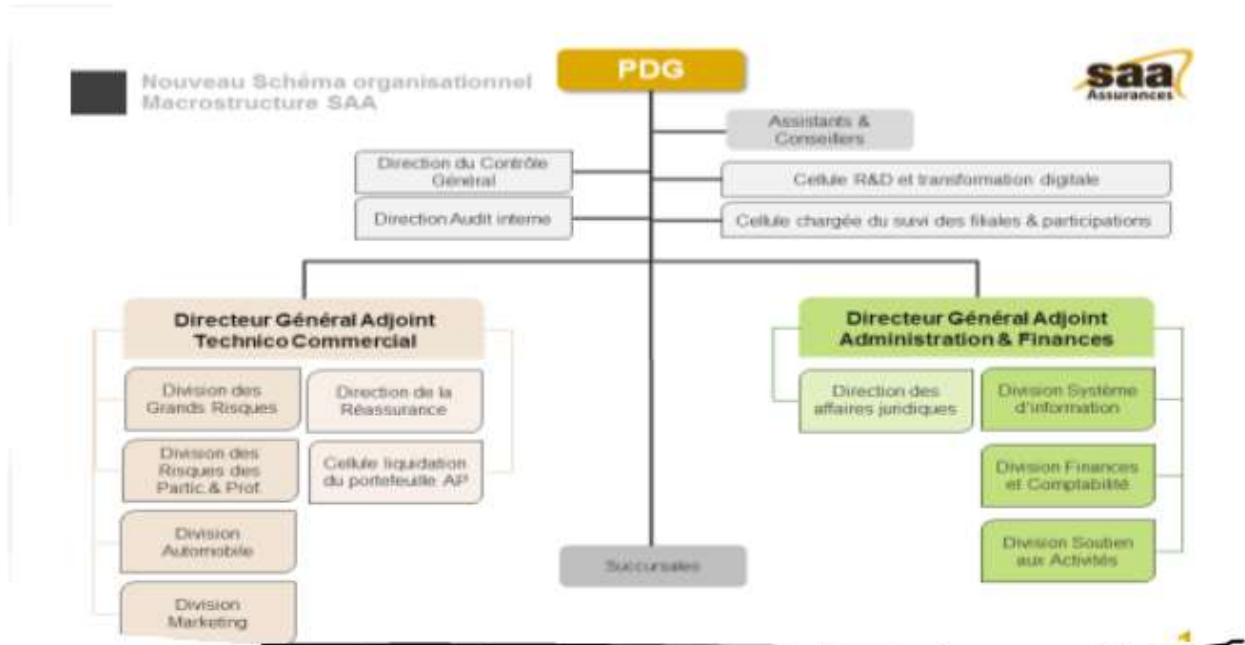 PDG
Nouveau Schéma organisationnel
Macrostructure SAA
saa
Assurances
Assistants &
Conseillers
Direction du Contrôle
Général
Cellule R&D et transformation digitale
Direction Audit interne
Cellule chargée du suivi des filiales & participations
Directeur Général Adjoint
Technico Commercial
Division des
Grands Risques
Direction de la
Réassurance
Division des
Risques des
Partic.& Prof.
Cellule liquidation
du portefeuille AP
Division
Automobile
Division
Marketing
Succursales
Directeur Général Adjoint
Administration & Finances
Direction des
affaires juridiques
Division Système
d'information
Division Finances
et Comptabilité
Division Soutien
aux Activités